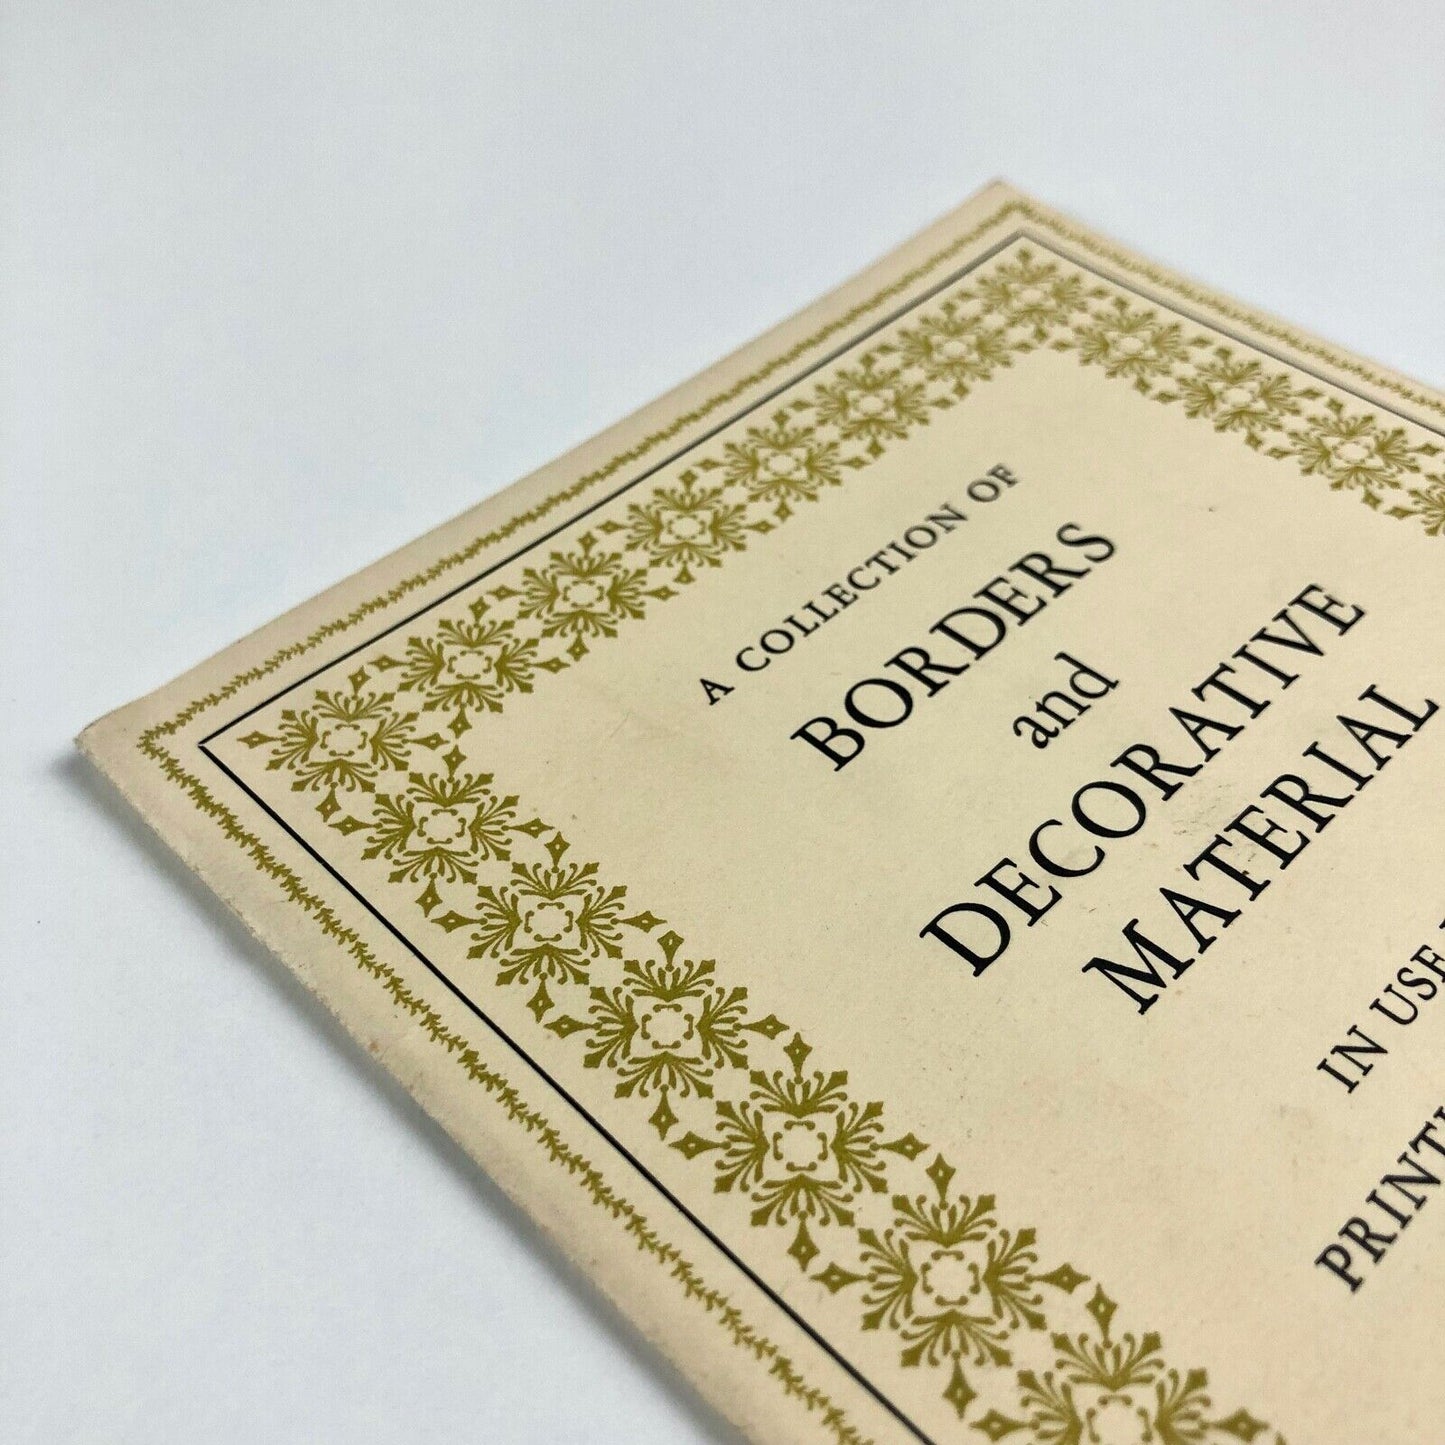 A COLLECTION OF
BORDERS
and
DECORATIVE
MATERIAL
IN USE